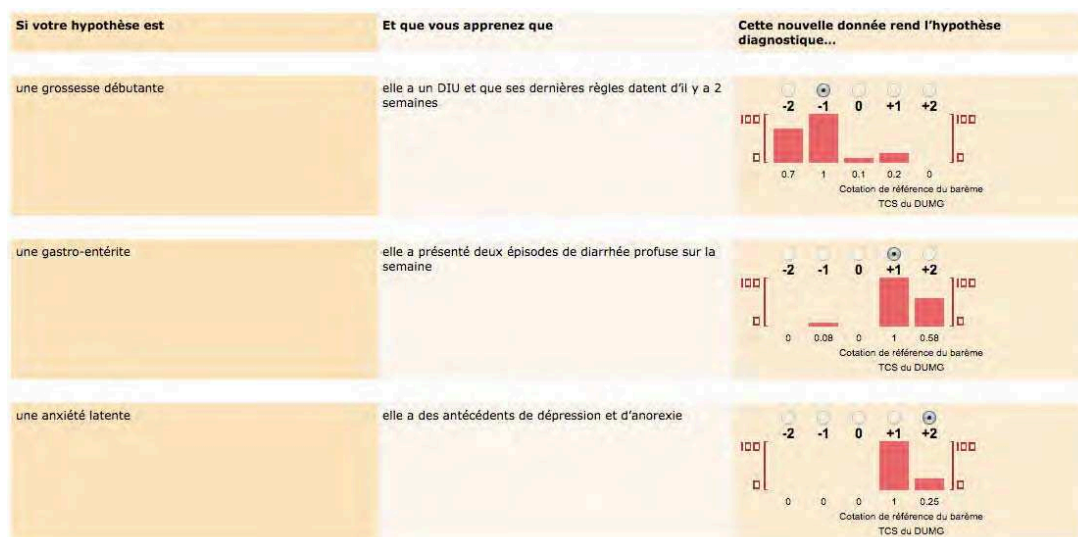 Si votre hypothèse est
Et que vous apprenez que
Cette nouvelle donnée rend l'hypothèse
diagnostique...
une grossesse débutante
elle a un DIU et que ses dernières règles datent d'il y a 2
semaines
-2 -1 0 +1 +2
100 100
0 0
0.7 1 0.1 0.2 0
Cotation de référence du barème
TCS du DUMG
une gastro-entérite
elle a présenté deux épisodes de diarrhée profuse sur la
semaine
-2 -1 0 +1 +2
100 100
0 0
0 0.08 0 1 0.58
Cotation de référence du barème
TCS du DUMG
une anxiété latente
elle a des antécédents de dépression et d'anorexie
-2 -1 0 +1 +2
100 100
0 0
0 0 0 1 0.25
Cotation de référence du barème
TCS du DUMG